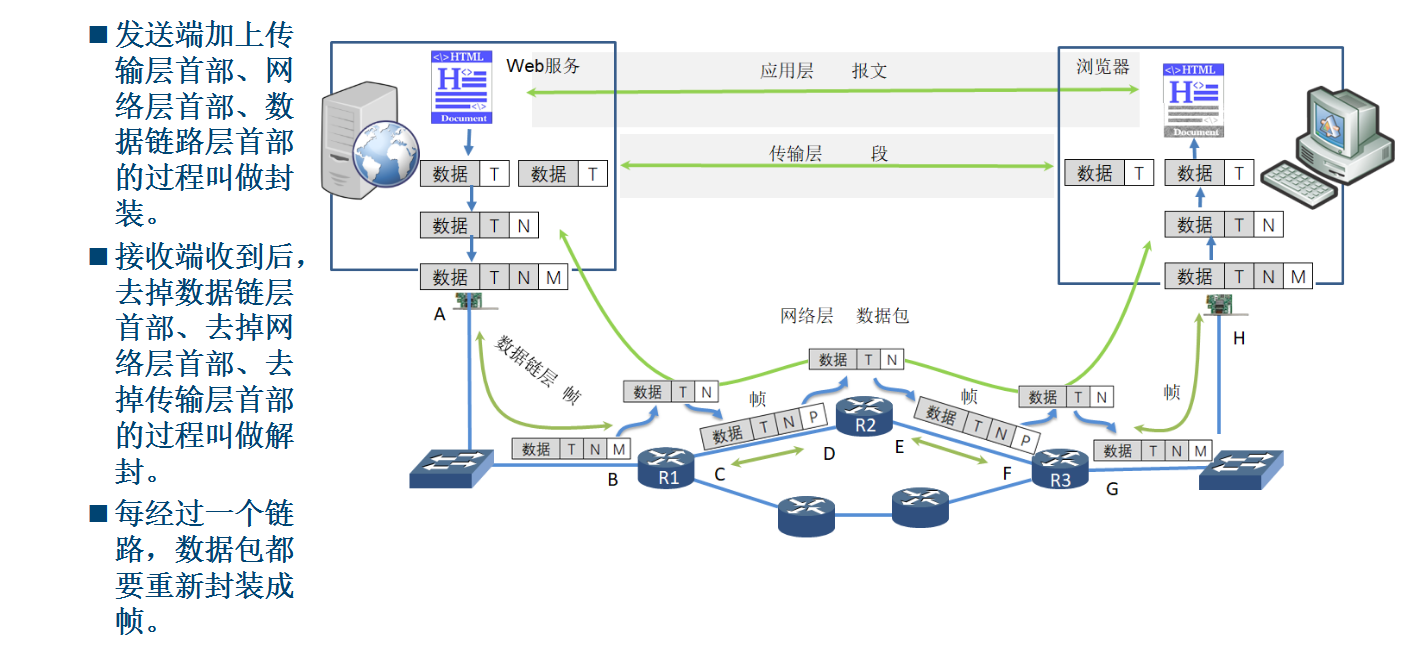 ■ 发送端加上传
输层首部、网
络层首部、数
据链路层首部
的过程叫做封
装。
■ 接收端收到后，
去掉数据链层
首部、去掉网
络层首部、去
掉传输层首部
的过程叫做解
封。
■ 每经过一个链
路，数据包都
要重新封装成
帧。
<\>HTML
H
<>
<\>
Document
Web服务
应用层 报文
浏览器
<\>HTML
H
<>
<\>
Document
传输层 段
数据 T
数据 T
数据 T
数据 T
数据 T N
数据 T N
数据 T N M
数据 T N M
A
H
网络层 数据包
数据链层 帧
数据 T N
数据 T N
数据 T N
帧
帧
帧
数据 T N M
数据 T N P
数据 T N P
数据 T N M
R1
R2
R3
B
C
D
E
F
G